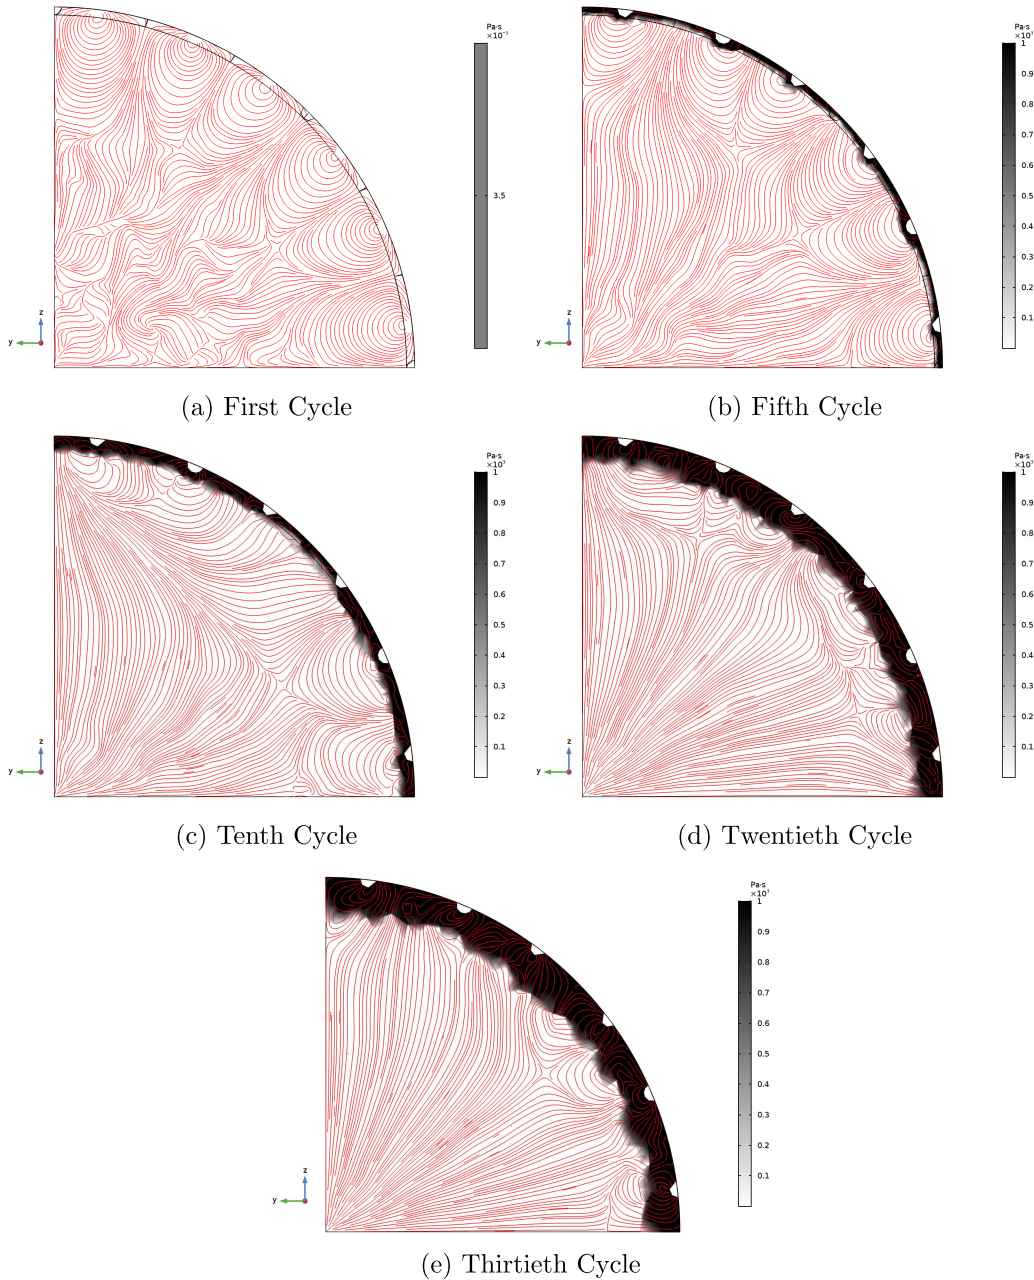 Pa·s
×10⁻³
3.5
z
y
(a) First Cycle
Pa·s
×10³
1
0.9
0.8
0.7
0.6
0.5
0.4
0.3
0.2
0.1
z
y
(b) Fifth Cycle
Pa·s
×10³
1
0.9
0.8
0.7
0.6
0.5
0.4
0.3
0.2
0.1
z
y
(c) Tenth Cycle
Pa·s
×10³
1
0.9
0.8
0.7
0.6
0.5
0.4
0.3
0.2
0.1
z
y
(d) Twentieth Cycle
Pa·s
×10³
1
0.9
0.8
0.7
0.6
0.5
0.4
0.3
0.2
0.1
z
y
(e) Thirtieth Cycle